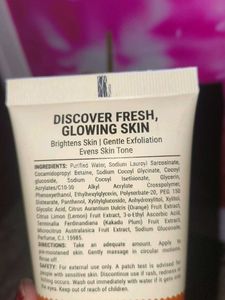 DISCOVER FRESH,
GLOWING SKIN
Brightens Skin | Gentle Exfoliation
Evens Skin Tone
INGREDIENTS: Purified Water, Sodium Lauroyl Sarcosinate,
Cocamidopropyl Betaine, Sodium Cocoyl Glycinate, Cocoyl
glucoside, Sodium Cocoyl Isethionate, Glycerin,
Acrylates/C10-30 Alkyl Acrylate Crosspolymer,
Phenoxyethanol, Ethylhexylglycerin, Polysorbate-20, PEG 150
Distearate, Panthenol, Xylitylglucoside, Anhydroxylitol, Xylitol,
Glycolic Acid, Citrus Aurantium Dulcis (Orange) Fruit Extract,
Citrus Limon (Lemon) Fruit Extract, 3-o-Ethyl Ascorbic Acid,
Terminalia Ferdinandiana (Kakadu Plum) Fruit Extract,
Microcitrus Australasica Fruit Extract, Sodium Gluconate,
Perfume, C.I. 15985.
DIRECTIONS: Take an adequate amount. Apply to
pre-moistened skin. Gently massage in circular motions.
Rinse off.
SAFETY: For external use only. A patch test is advised for
people with sensitive skin. Discontinue use if rash, redness or
itching occurs. Wash out immediately with water if it gets into
the eyes. Keep out of reach of children.